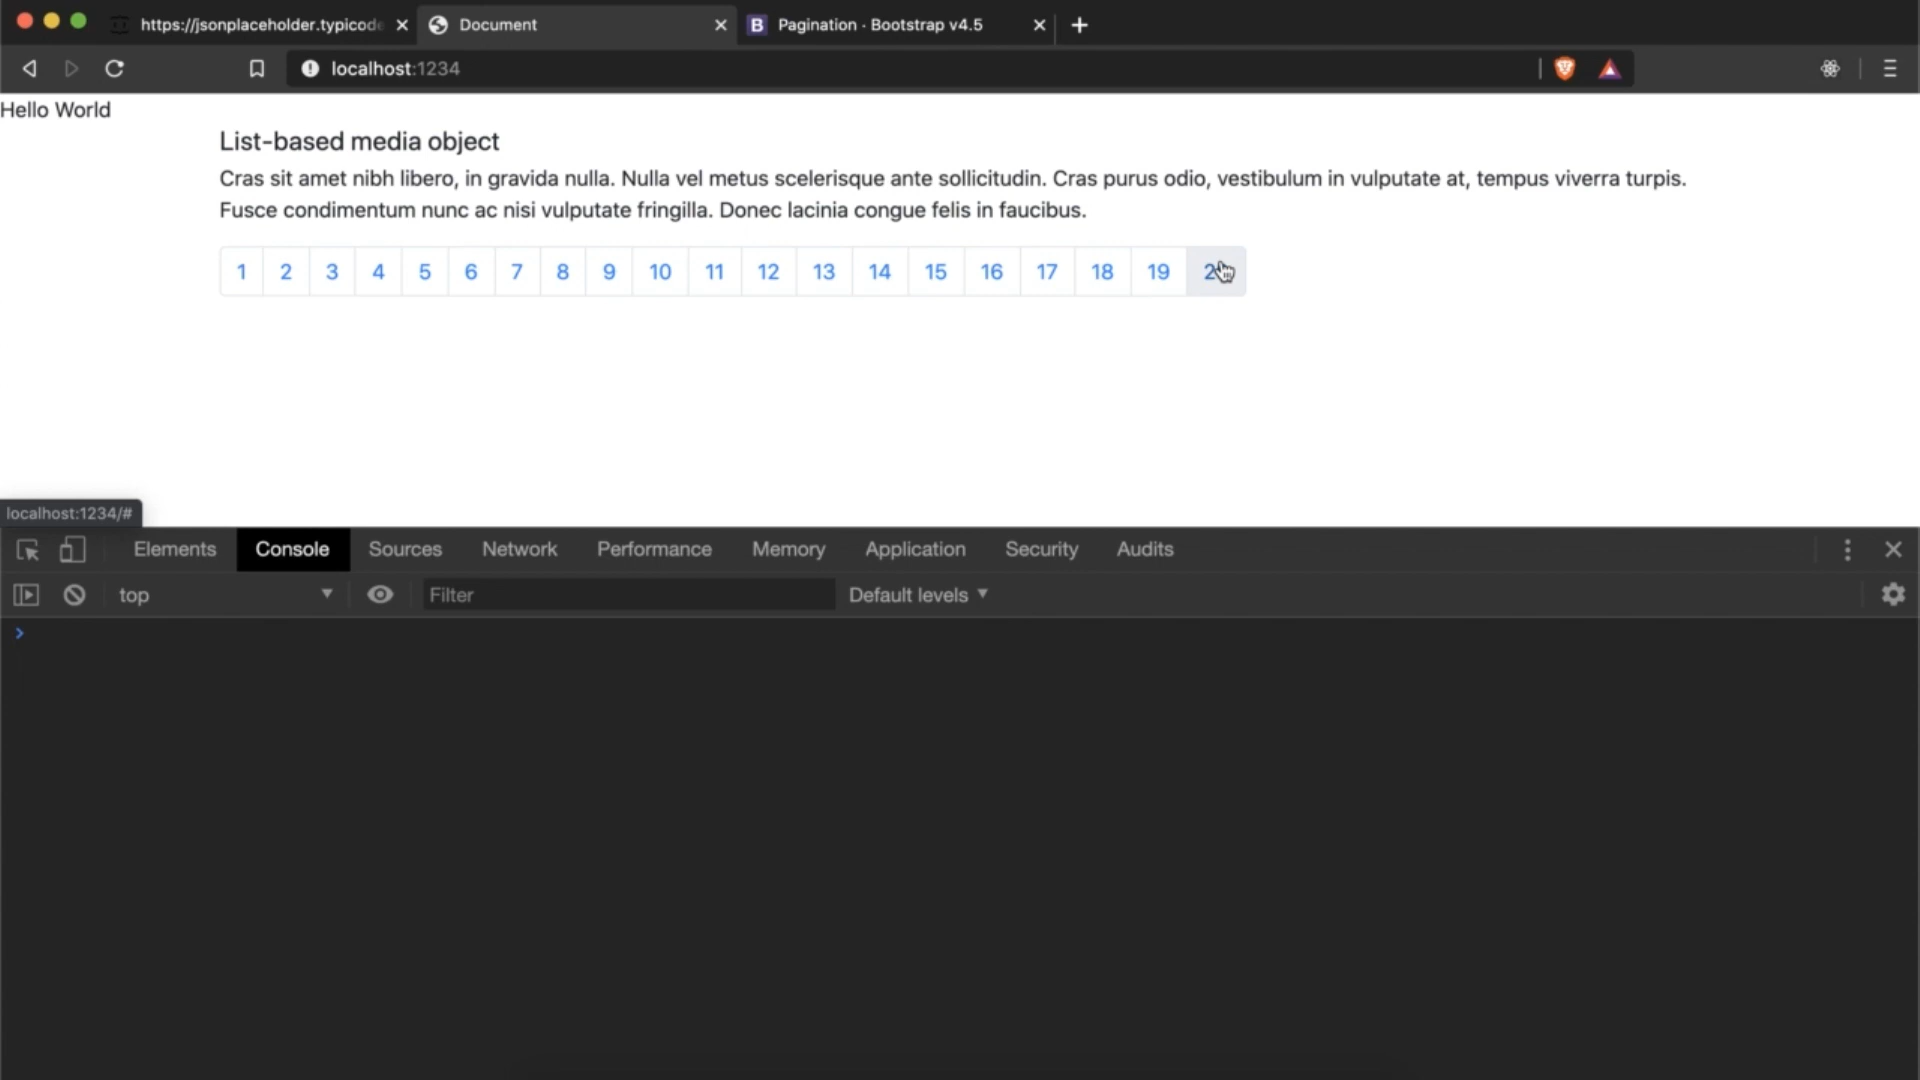 https://jsonplaceholder.typicode
Document
B Pagination · Bootstrap v4.5
localhost:1234
Hello World
List-based media object
Cras sit amet nibh libero, in gravida nulla. Nulla vel metus scelerisque ante sollicitudin. Cras purus odio, vestibulum in vulputate at, tempus viverra turpis.
Fusce condimentum nunc ac nisi vulputate fringilla. Donec lacinia congue felis in faucibus.
1 2 3 4 5 6 7 8 9 10 11 12 13 14 15 16 17 18 19
localhost:1234/#
Elements Console Sources Network Performance Memory Application Security Audits
top Filter Default levels